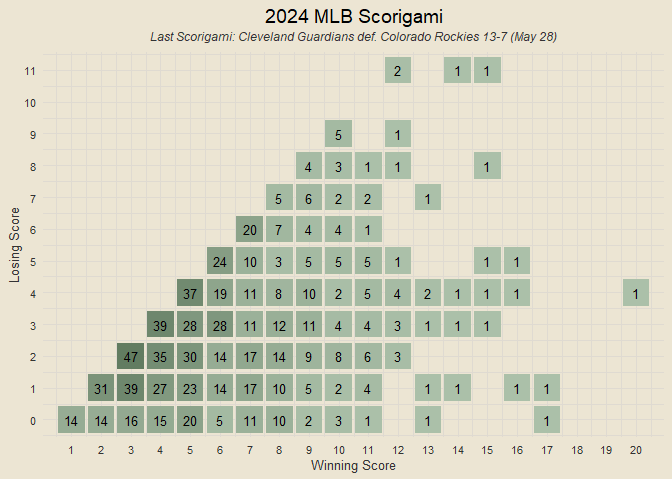 2024 MLB Scorigami
Last Scorigami: Cleveland Guardians def. Colorado Rockies 13-7 (May 28)
11 2 1 1
10
9 5 1
8 4 3 1 1 1
7 5 6 2 2 1
6 20 7 4 4 1
5 24 10 3 5 5 5 1 1 1
4 37 19 11 8 10 2 5 4 2 1 1 1 1
3 39 28 28 11 12 11 4 4 3 1 1 1
2 47 35 30 14 17 14 9 8 6 3
1 31 39 27 23 14 17 10 5 2 4 1 1 1 1
0 14 14 16 15 20 5 11 10 2 3 1 1 1
Losing Score
1 2 3 4 5 6 7 8 9 10 11 12 13 14 15 16 17 18 19 20
Winning Score